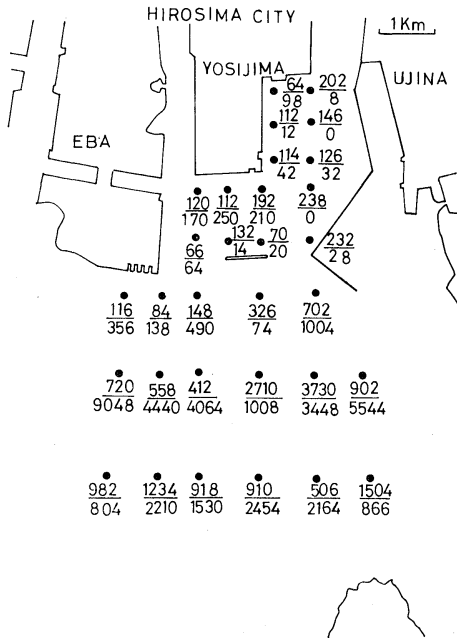 HIROSIMA CITY
1Km
YOSIJIMA
UJINA
EBA
64 202
98 8
112 146
12 0
114 126
42 32
120 112 192 238
170 250 210 0
66 132 70 232
64 14 20 28
116 84 148 326 702
356 138 490 74 1004
720 558 412 2710 3730 902
9048 4440 4064 1008 3448 5544
982 1234 918 910 506 1504
804 2210 1530 2454 2164 866